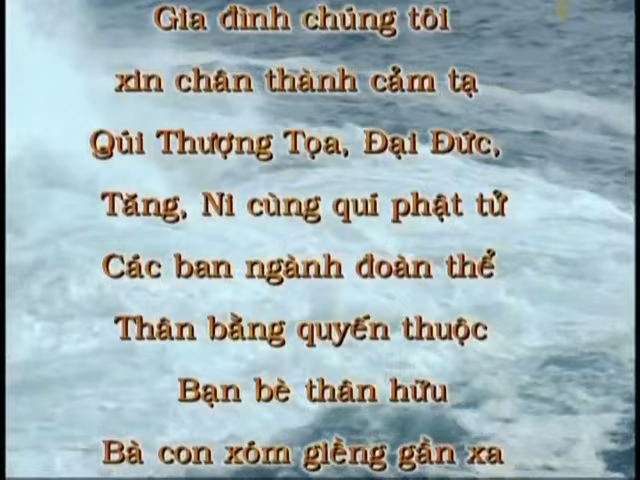 Gia đình chúng tôi
xin chân thành cảm tạ
Qúi Thượng Tọa, Đại Đức,
Tăng, Ni cùng quí phật tử
Các ban ngành đoàn thể
Thân bằng quyến thuộc
Bạn bè thân hữu
Bà con xóm giềng gần xa